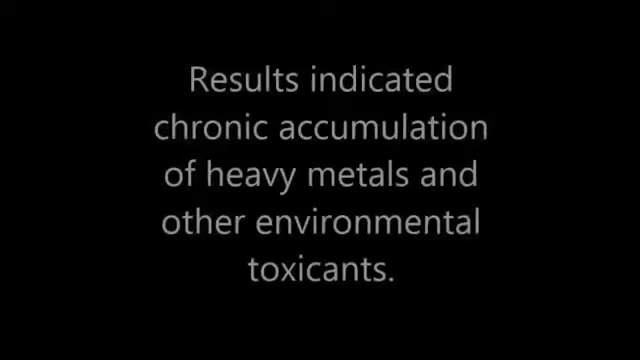 Results indicated
chronic accumulation
of heavy metals and
other environmental
toxicants.